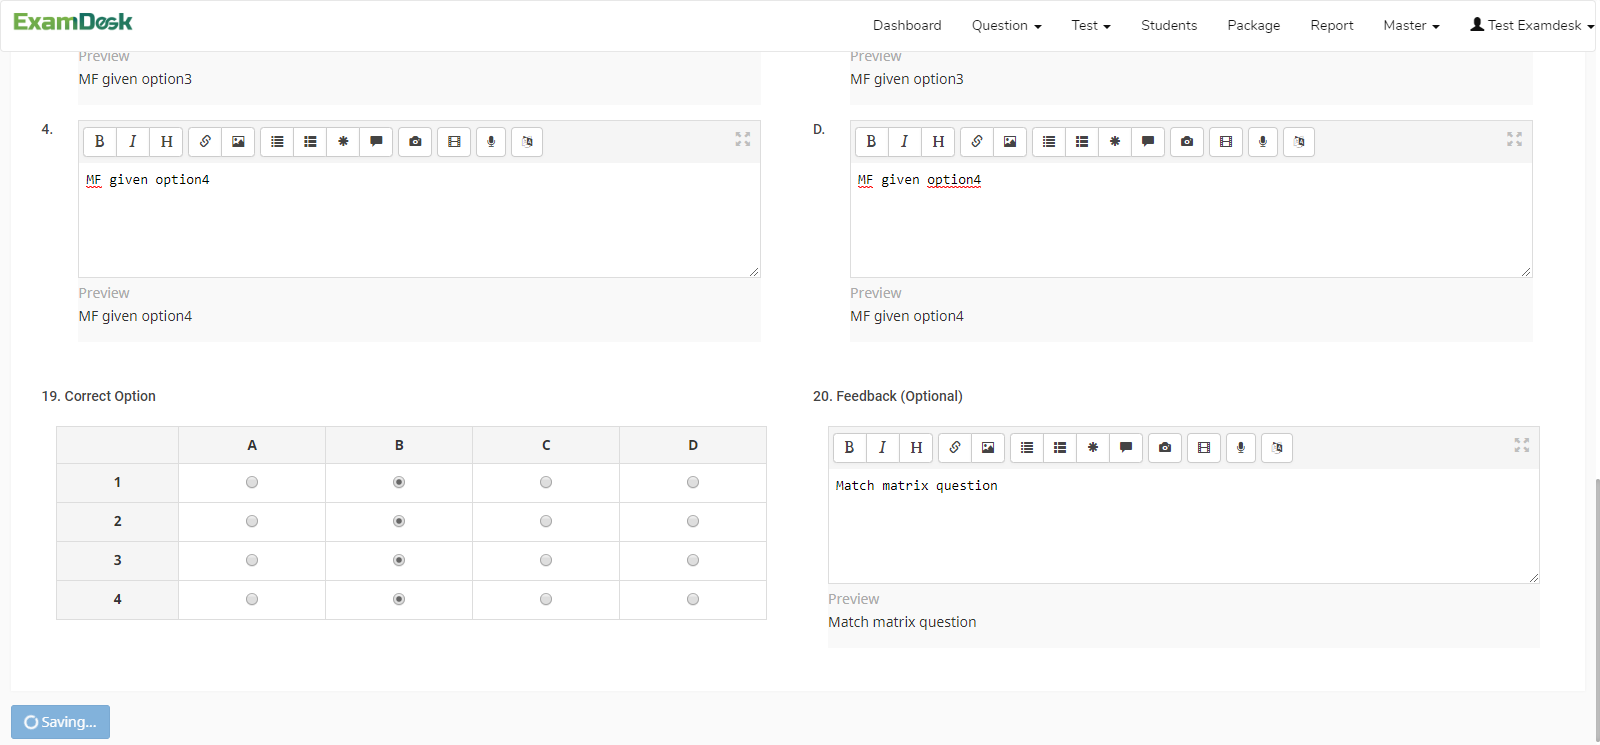 ExamDesk
Dashboard Question Test Students Package Report Master Test Examdesk
Preview Preview
MF given option3 MF given option3
4. B I H D. B I H
MF given option4 MF given option4
Preview Preview
MF given option4 MF given option4
19. Correct Option 20. Feedback (Optional)
A B C D B I H
1 Match matrix question
2
3
4 Preview
Match matrix question
Saving...